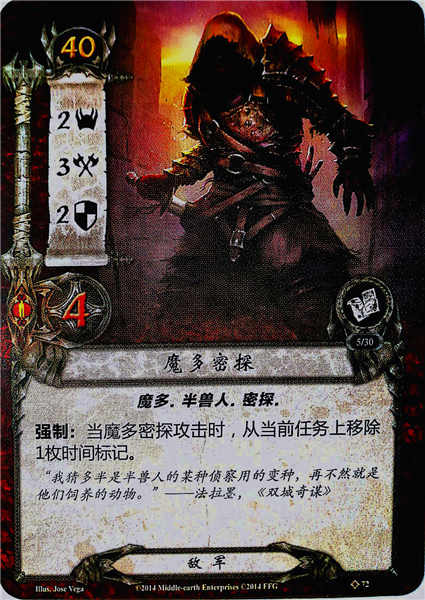 40
2
3
2
4
5/30
魔多密探
魔多. 半兽人. 密探.
强制：当魔多密探攻击时，从当前任务上移除
1枚时间标记。
“我猜多半是半兽人的某种侦察用的变种，再不然就是
他们饲养的动物。”——法拉墨，《双城奇谋》
敌军
Illus. Jose Vega
©2014 Middle-earth Enterprises ©2014 FFG
72